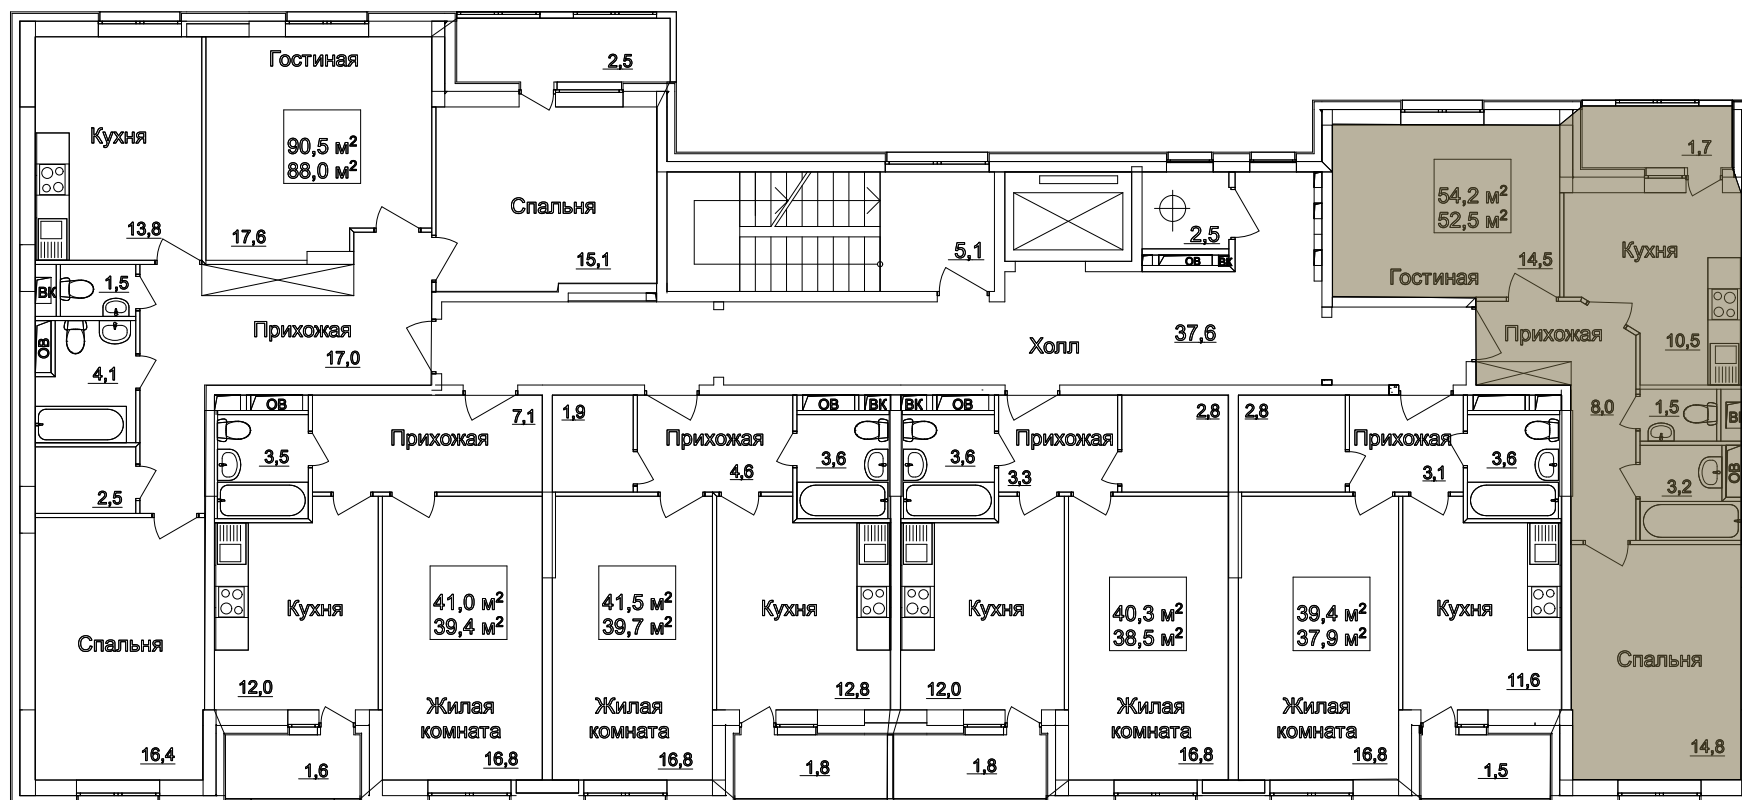 Гостиная
2,5
Кухня
90,5 м²
88,0 м²
13,8
17,6
Спальня
15,1
5,1
2,5
ОВ
ВК
54,2 м²
52,5 м²
14,5
Гостиная
1,7
Кухня
10,5
ВК
1,5
ОВ
4,1
Прихожая
17,0
Холл
37,6
Прихожая
8,0
1,5
3,2
ОВ
2,5
ОВ
3,5
7,1
Прихожая
1,9
Прихожая
4,6
ОВ
ВК
3,6
ВК
ОВ
3,6
Прихожая
3,3
2,8
2,8
Прихожая
3,1
3,6
Спальня
16,4
Кухня
12,0
1,6
41,0 м²
39,4 м²
Жилая
комната
16,8
41,5 м²
39,7 м²
Жилая
комната
16,8
Кухня
12,8
1,8
Кухня
12,0
1,8
40,3 м²
38,5 м²
Жилая
комната
16,8
39,4 м²
37,9 м²
Жилая
комната
16,8
Кухня
11,6
1,5
Спальня
14,8